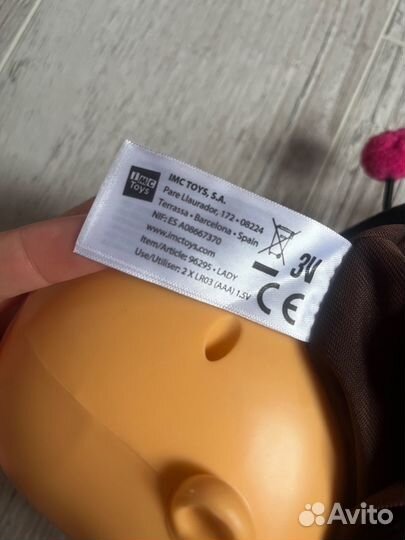 IMC
Toys
IMC TOYS, S.A.
Pare Llaurador, 172 • 08224
Terrassa • Barcelona • Spain
NIF: ES A08667370
www.imctoys.com
Item/Article: 96295 • LADY
Use/Utiliser: 2 X LR03 (AAA) 1.5V
3V
CE
Avito